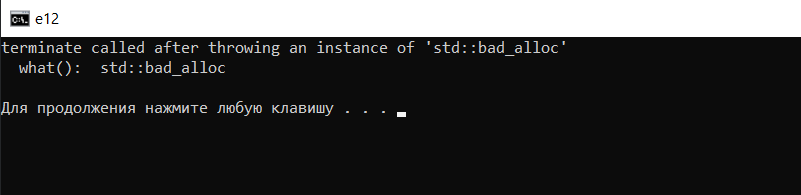 e12
terminate called after throwing an instance of 'std::bad_alloc'
what():  std::bad_alloc
Для продолжения нажмите любую клавишу . . .